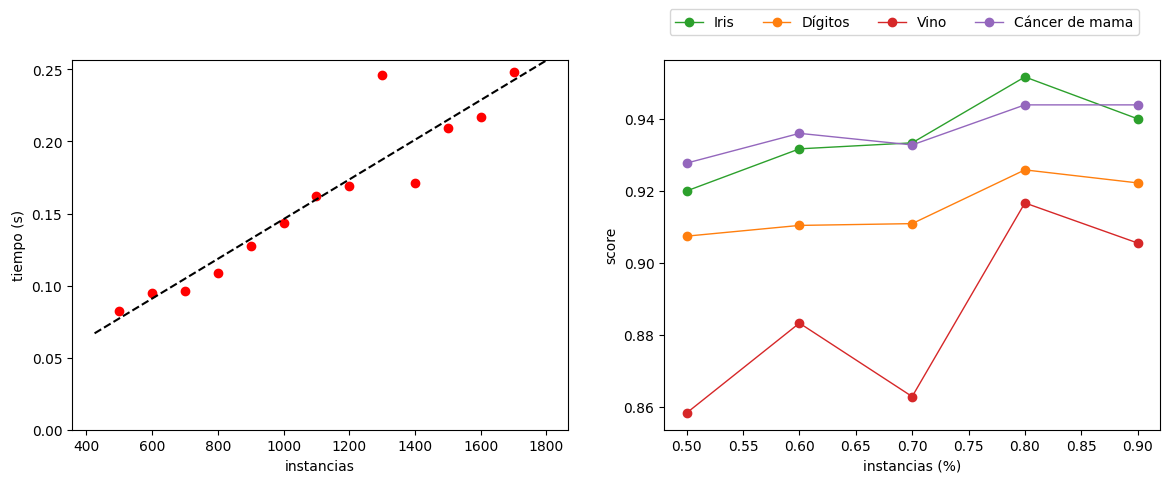 Iris Dígitos Vino Cáncer de mama
0.25
0.20
0.15
0.10
0.05
0.00
tiempo (s)
400 600 800 1000 1200 1400 1600 1800
instancias
0.94
0.92
0.90
0.88
0.86
score
0.50 0.55 0.60 0.65 0.70 0.75 0.80 0.85 0.90
instancias (%)